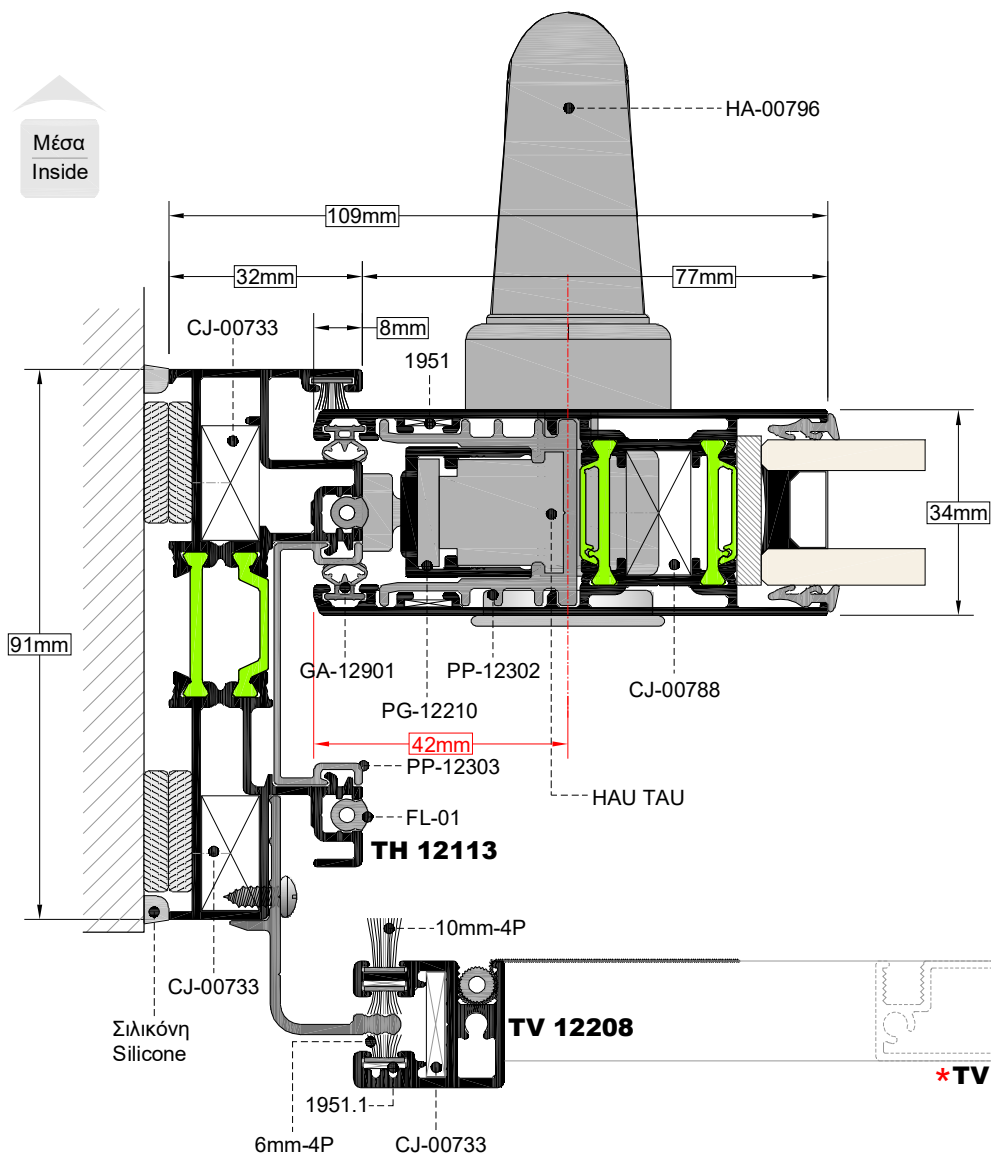 HA-00796
Μέσα
Inside
109mm
32mm
77mm
CJ-00733
8mm
1951
34mm
91mm
GA-12901
PP-12302
CJ-00788
PG-12210
42mm
PP-12303
HAU TAU
FL-01
TH 12113
10mm-4P
CJ-00733
Σιλικόνη
Silicone
TV 12208
*TV
1951.1
6mm-4P
CJ-00733